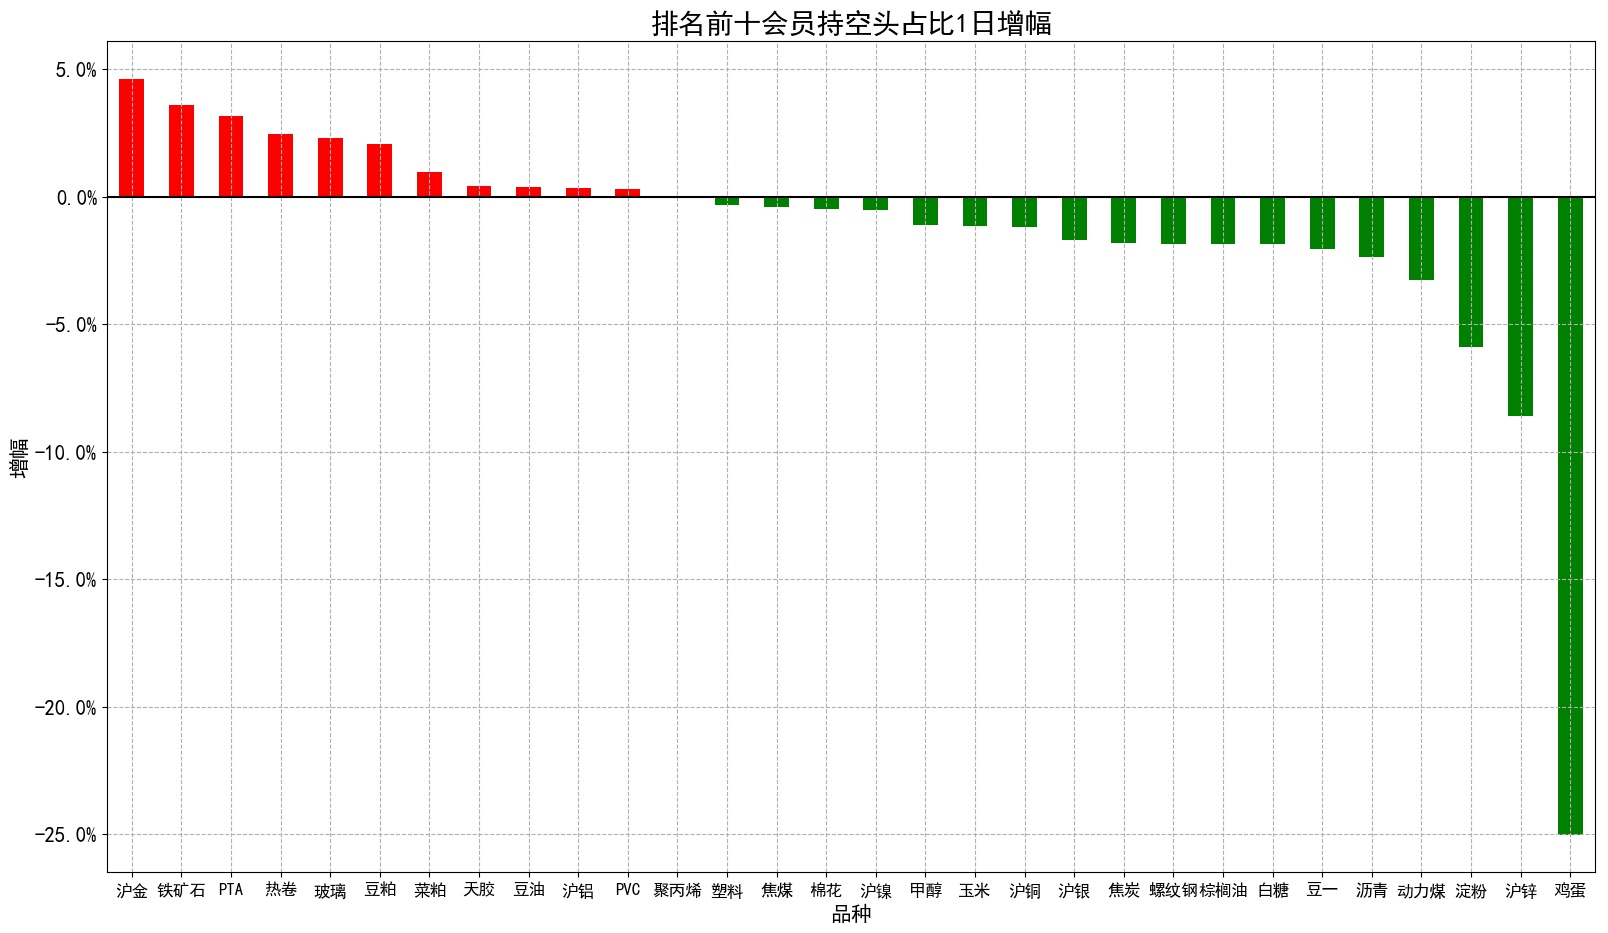 排名前十会员持空头占比1日增幅
5.0%
0.0%
-5.0%
-10.0%
-15.0%
-20.0%
-25.0%
增幅
沪金 铁矿石 PTA 热卷 玻璃 豆粕 菜粕 天胶 豆油 沪铝 PVC 聚丙烯 塑料 焦煤 棉花 沪镍 甲醇 玉米 沪铜 沪银 焦炭 螺纹钢 棕榈油 白糖 豆一 沥青 动力煤 淀粉 沪锌 鸡蛋
品种